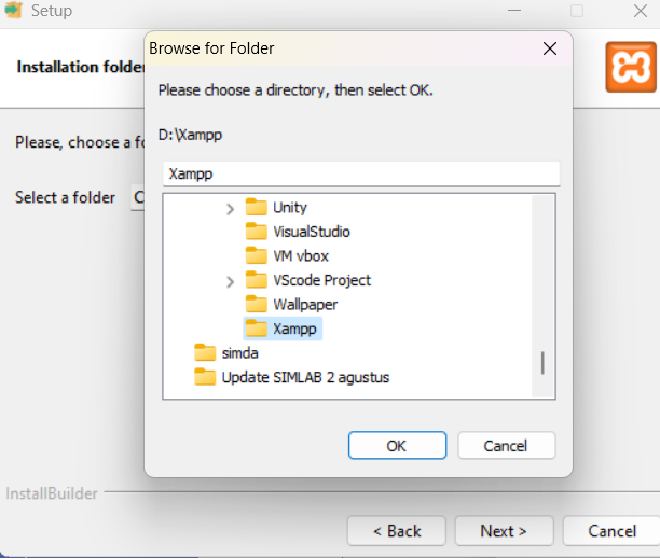 Setup
Browse for Folder
Installation folder
Please choose a directory, then select OK.
D:\Xampp
Please, choose a fo
Xampp
Select a folder C
Unity
VisualStudio
VM vbox
VScode Project
Wallpaper
Xampp
simda
Update SIMLAB 2 agustus
OK Cancel
InstallBuilder
< Back Next > Cancel